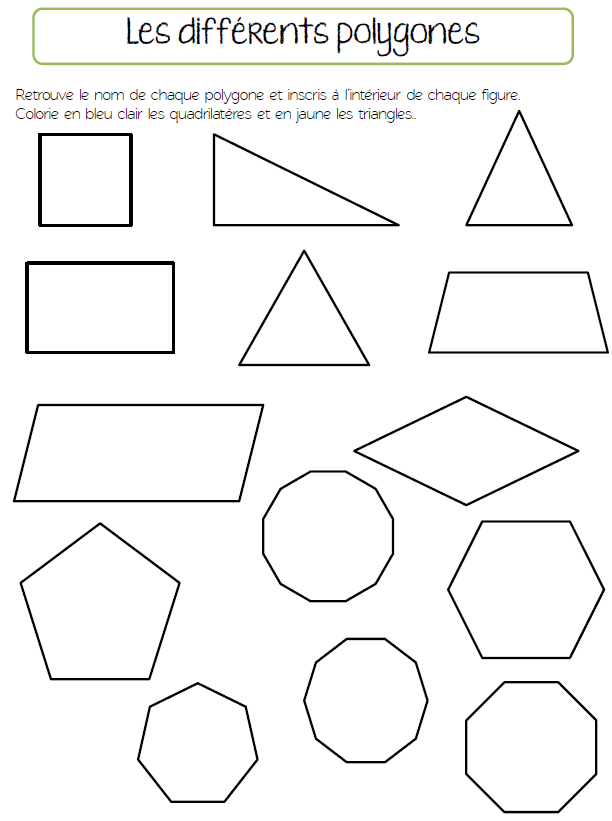 Les différents polygones
Retrouve le nom de chaque polygone et inscris à l'intérieur de chaque figure.
Colorie en bleu clair les quadrilatères et en jaune les triangles..